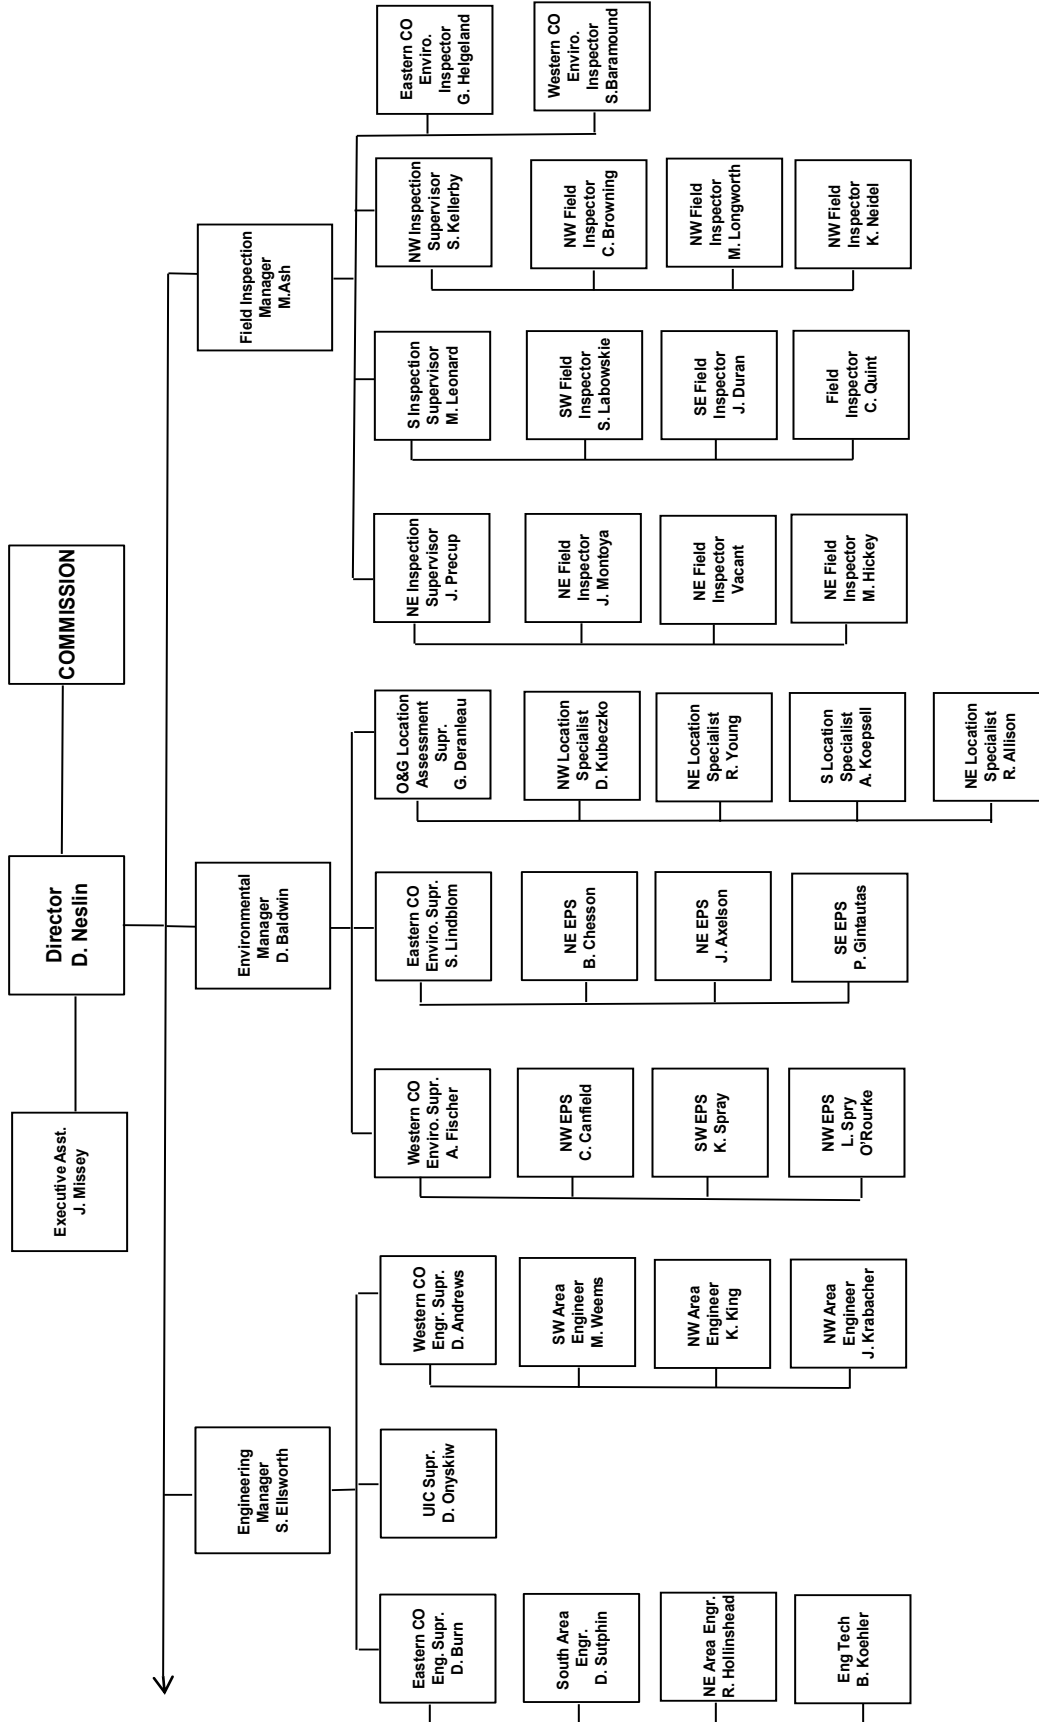 COMMISSION
Director
D. Neslin
Executive Asst.
J. Missey
Engineering
Manager
S. Ellsworth
Environmental
Manager
D. Baldwin
Field Inspection
Manager
M.Ash
Eastern CO
Eng. Supr.
D. Burn
South Area
Engr.
D. Sutphin
NE Area Engr.
R. Hollinshead
Eng Tech
B. Koehler
UIC Supr.
D. Onyskiw
Western CO
Engr. Supr.
D. Andrews
SW Area
Engineer
M. Weems
NW Area
Engineer
K. King
NW Area
Engineer
J. Krabacher
Western CO
Enviro. Supr.
A. Fischer
NW EPS
C. Canfield
SW EPS
K. Spray
NW EPS
L. Spry
O'Rourke
Eastern CO
Enviro. Supr.
S. Lindblom
NE EPS
B. Chesson
NE EPS
J. Axelson
SE EPS
P. Gintautas
O&G Location
Assessment
Supr.
G. Deranleau
NW Location
Specialist
D. Kubeczko
NE Location
Specialist
R. Young
S Location
Specialist
A. Koepsell
NE Location
Specialist
R. Allison
NE Inspection
Supervisor
J. Precup
NE Field
Inspector
J. Montoya
NE Field
Inspector
Vacant
NE Field
Inspector
M. Hickey
S Inspection
Supervisor
M. Leonard
SW Field
Inspector
S. Labowskie
SE Field
Inspector
J. Duran
Field
Inspector
C. Quint
NW Inspection
Supervisor
S. Kellerby
NW Field
Inspector
C. Browning
NW Field
Inspector
M. Longworth
NW Field
Inspector
K. Neidel
Eastern CO
Enviro.
Inspector
G. Helgeland
Western CO
Enviro.
Inspector
S.Baramound